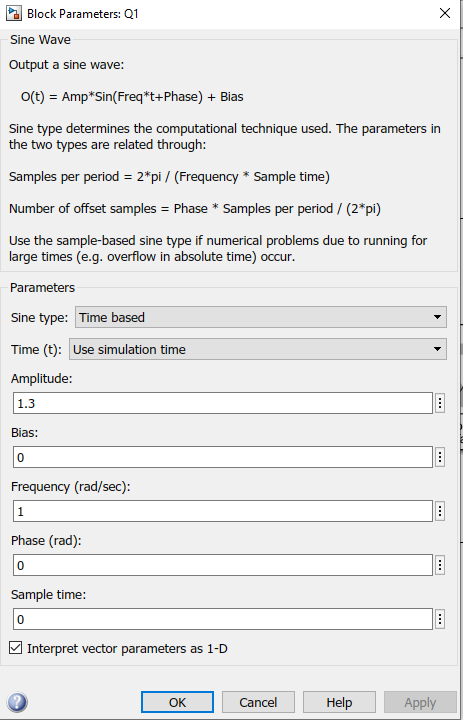 Block Parameters: Q1
Sine Wave
Output a sine wave:
O(t) = Amp*Sin(Freq*t+Phase) + Bias
Sine type determines the computational technique used. The parameters in
the two types are related through:
Samples per period = 2*pi / (Frequency * Sample time)
Number of offset samples = Phase * Samples per period / (2*pi)
Use the sample-based sine type if numerical problems due to running for
large times (e.g. overflow in absolute time) occur.
Parameters
Sine type: Time based
Time (t): Use simulation time
Amplitude:
1.3
Bias:
0
Frequency (rad/sec):
1
Phase (rad):
0
Sample time:
0
Interpret vector parameters as 1-D
? OK Cancel Help Apply